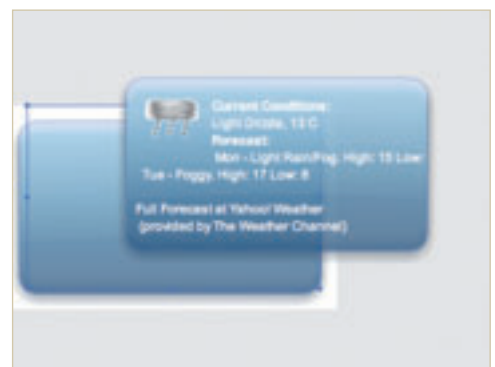 Current Conditions:
Light Drizzle, 13 C
Forecast:
Mon - Light Rain/Fog. High: 15 Low:
Tue - Foggy. High: 17 Low: 8
Full Forecast at Yahoo! Weather
(provided by The Weather Channel)